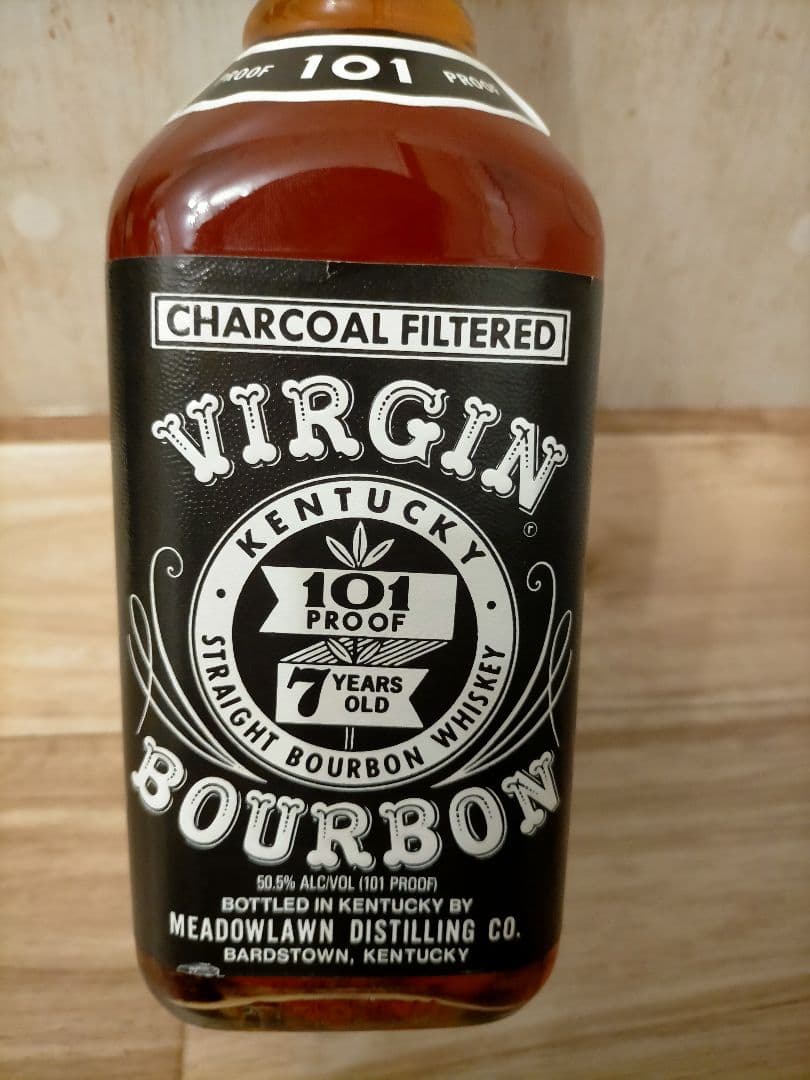 PROOF 101 PROOF
CHARCOAL FILTERED
VIRGIN
®
KENTUCKY
101
PROOF
7 YEARS
OLD
STRAIGHT BOURBON WHISKEY
BOURBON
50.5% ALC/VOL (101 PROOF)
BOTTLED IN KENTUCKY BY
MEADOWLAWN DISTILLING CO.
BARDSTOWN, KENTUCKY